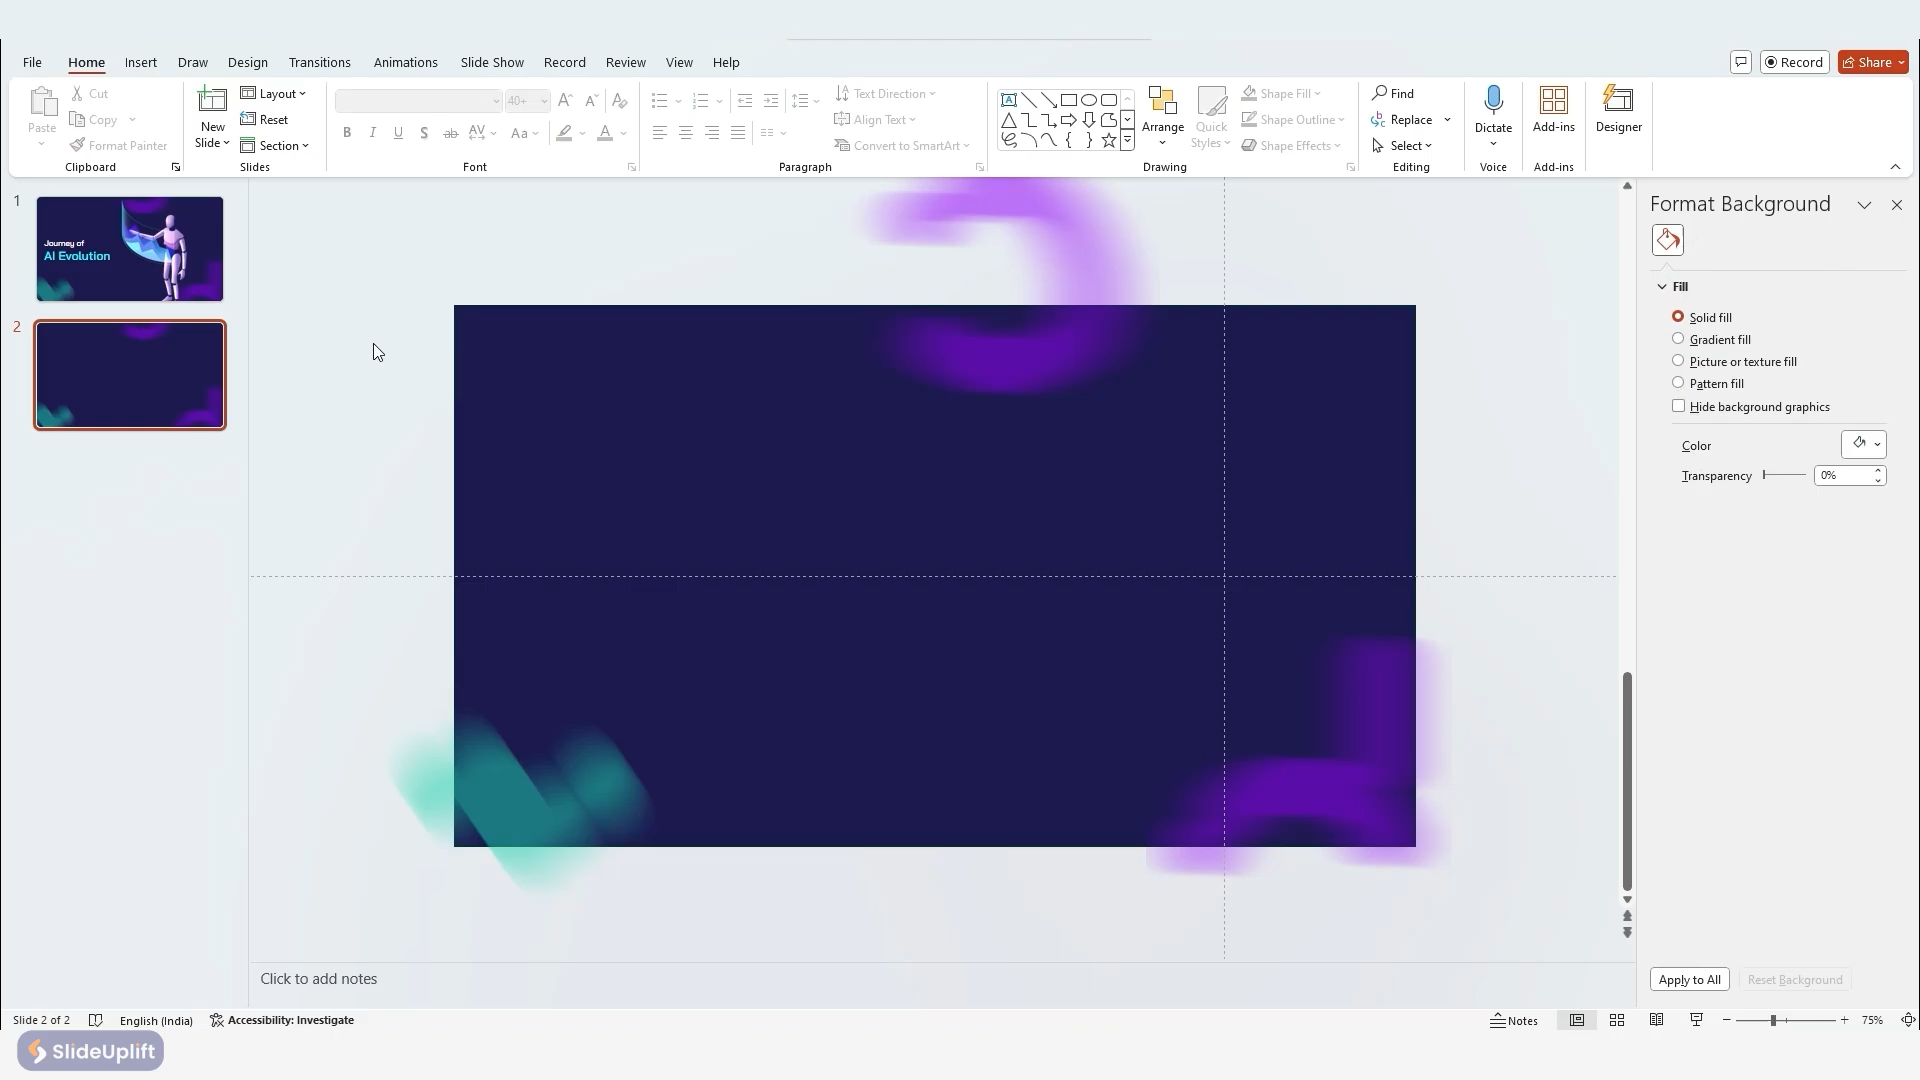 File Home Insert Draw Design Transitions Animations Slide Show Record Review View Help Record Share
Paste Cut Copy Format Painter Clipboard
New Slide Layout Reset Section Slides
40+ B I U S ab AV Aa A Font
Text Direction Align Text Convert to SmartArt Paragraph
Arrange Quick Styles Shape Fill Shape Outline Shape Effects Drawing
Find Replace Select Editing
Dictate Voice
Add-ins Add-ins
Designer
1
Journey of
AI Evolution
2
Format Background
Fill
Solid fill
Gradient fill
Picture or texture fill
Pattern fill
Hide background graphics
Color
Transparency 0%
Apply to All Reset Background
Click to add notes
Slide 2 of 2 English (India) Accessibility: Investigate Notes 75%
SlideUplift